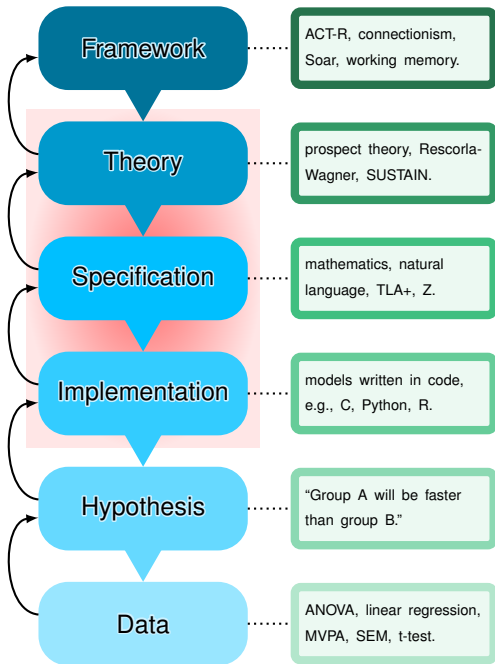 Framework
ACT-R, connectionism,
Soar, working memory.
Theory
prospect theory, Rescorla-
Wagner, SUSTAIN.
Specification
mathematics, natural
language, TLA+, Z.
Implementation
models written in code,
e.g., C, Python, R.
Hypothesis
“Group A will be faster
than group B.”
Data
ANOVA, linear regression,
MVPA, SEM, t-test.